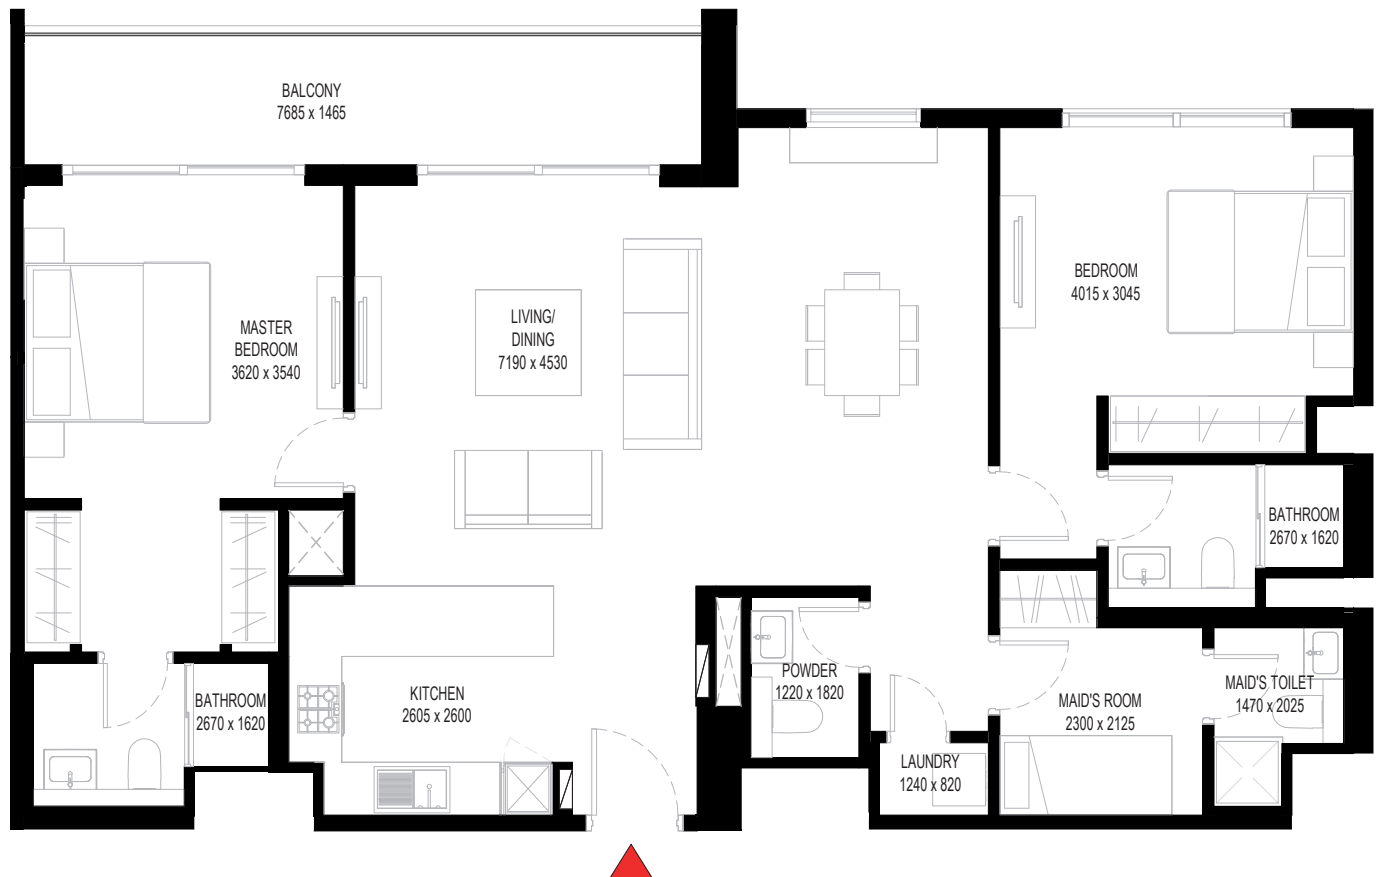 BALCONY
7685 x 1465
MASTER
BEDROOM
3620 x 3540
LIVING/
DINING
7190 x 4530
BEDROOM
4015 x 3045
BATHROOM
2670 x 1620
BATHROOM
2670 x 1620
KITCHEN
2605 x 2600
POWDER
1220 x 1820
LAUNDRY
1240 x 820
MAID'S ROOM
2300 x 2125
MAID'S TOILET
1470 x 2025